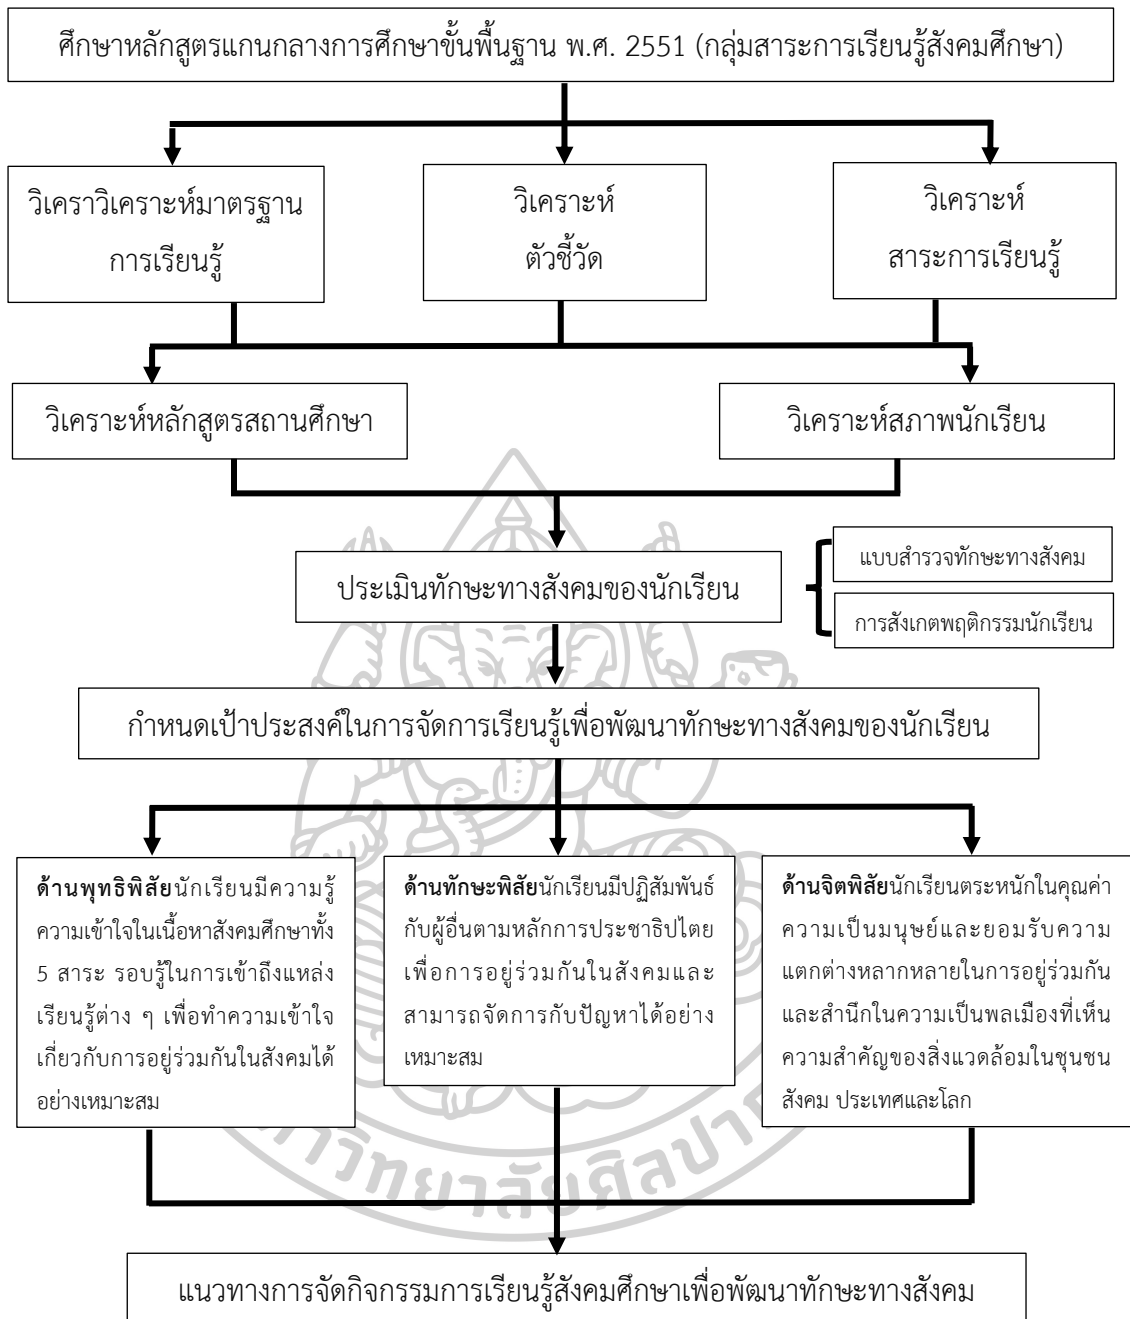 ศึกษาหลักสูตรแกนกลางการศึกษาขั้นพื้นฐาน พ.ศ. 2551 (กลุ่มสาระการเรียนรู้สังคมศึกษา)
วิเคราวิเคราะห์มาตรฐาน
การเรียนรู้
วิเคราะห์
ตัวชี้วัด
วิเคราะห์
สาระการเรียนรู้
วิเคราะห์หลักสูตรสถานศึกษา
วิเคราะห์สภาพนักเรียน
ประเมินทักษะทางสังคมของนักเรียน
แบบสำรวจทักษะทางสังคม
การสังเกตพฤติกรรมนักเรียน
กำหนดเป้าประสงค์ในการจัดการเรียนรู้เพื่อพัฒนาทักษะทางสังคมของนักเรียน
ด้านพุทธิพิสัยนักเรียนมีความรู้
ความเข้าใจในเนื้อหาสังคมศึกษาทั้ง
5 สาระ รอบรู้ในการเข้าถึงแหล่ง
เรียนรู้ต่าง ๆ เพื่อทำความเข้าใจ
เกี่ยวกับการอยู่ร่วมกันในสังคมได้
อย่างเหมาะสม
ด้านทักษะพิสัยนักเรียนมีปฏิสัมพันธ์
กับผู้อื่นตามหลักการประชาธิปไตย
เพื่อการอยู่ร่วมกันในสังคมและ
สามารถจัดการกับปัญหาได้อย่าง
เหมาะสม
ด้านจิตพิสัยนักเรียนตระหนักในคุณค่า
ความเป็นมนุษย์และยอมรับความ
แตกต่างหลากหลายในการอยู่ร่วมกัน
และสำนึกในความเป็นพลเมืองที่เห็น
ความสำคัญของสิ่งแวดล้อมในชุนชน
สังคม ประเทศและโลก
แนวทางการจัดกิจกรรมการเรียนรู้สังคมศึกษาเพื่อพัฒนาทักษะทางสังคม